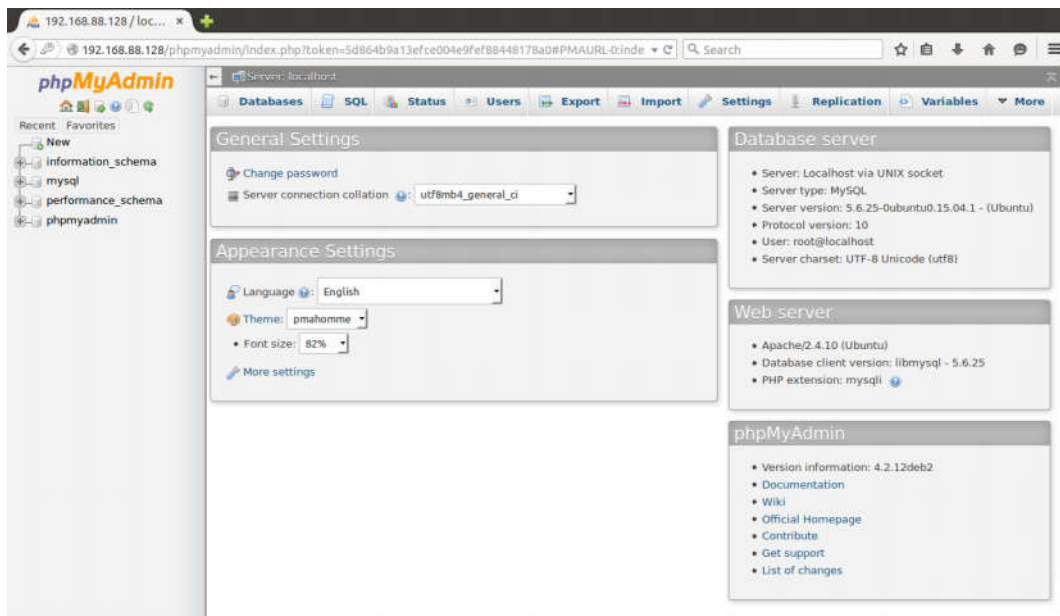 192.168.88.128 / loc...
192.168.88.128/phpmyadmin/index.php?token=5d864b9a13efce004e9fef88448178a0#PMAURL-0:inde
Search
phpMyAdmin
Recent Favorites
New
information_schema
mysql
performance_schema
phpmyadmin
Server: localhost
Databases SQL Status Users Export Import Settings Replication Variables More
General Settings
Change password
Server connection collation : utf8mb4_general_ci
Appearance Settings
Language : English
Theme: pmahomme
• Font size: 82%
More settings
Database server
• Server: Localhost via UNIX socket
• Server type: MySQL
• Server version: 5.6.25-0ubuntu0.15.04.1 - (Ubuntu)
• Protocol version: 10
• User: root@localhost
• Server charset: UTF-8 Unicode (utf8)
Web server
• Apache/2.4.10 (Ubuntu)
• Database client version: libmysql - 5.6.25
• PHP extension: mysqli
phpMyAdmin
• Version information: 4.2.12deb2
• Documentation
• Wiki
• Official Homepage
• Contribute
• Get support
• List of changes